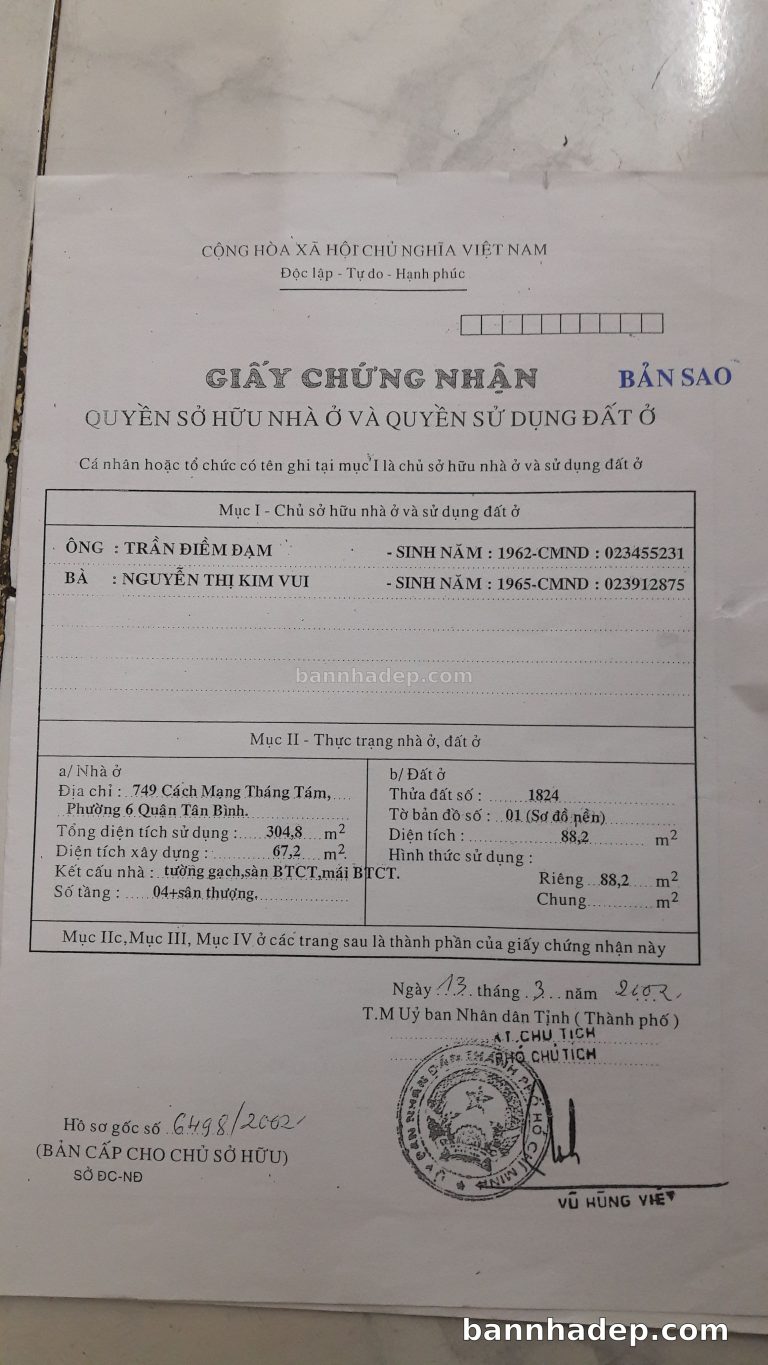 CỘNG HÒA XÃ HỘI CHỦ NGHĨA VIỆT NAM
Độc lập - Tự do - Hạnh phúc
GIẤY CHỨNG NHẬN
BẢN SAO
QUYỀN SỞ HỮU NHÀ Ở VÀ QUYỀN SỬ DỤNG ĐẤT Ở
Cá nhân hoặc tổ chức có tên ghi tại mục I là chủ sở hữu nhà ở và sử dụng đất ở
Mục I - Chủ sở hữu nhà ở và sử dụng đất ở
ÔNG : TRẦN ĐIỀM ĐẠM - SINH NĂM : 1962-CMND : 023455231
BÀ : NGUYỄN THỊ KIM VUI - SINH NĂM : 1965-CMND : 023912875
bannhadep.com
Mục II - Thực trạng nhà ở, đất ở
a/ Nhà ở
Địa chỉ : 749 Cách Mạng Tháng Tám,
Phường 6 Quận Tân Bình.
Tổng diện tích sử dụng : 304,8 m2
Diện tích xây dựng : 67,2 m2
Kết cấu nhà : tường gạch,sàn BTCT,mái BTCT.
Số tầng : 04+sân thượng.
b/ Đất ở
Thửa đất số : 1824
Tờ bản đồ số : 01 (Sơ đồ nền)
Diện tích : 88,2 m2
Hình thức sử dụng :
Riêng 88,2 m2
Chung m2
Mục IIc,Mục III, Mục IV ở các trang sau là thành phần của giấy chứng nhận này
Ngày 13 tháng 3 năm 2002
T.M Uỷ ban Nhân dân Tỉnh ( Thành phố )
KT.CHỦ TỊCH
PHÓ CHỦ TỊCH
ỦY BAN NHÂN DÂN THÀNH PHỐ HỒ CHÍ MINH
Hồ sơ gốc số 6498/2002
(BẢN CẤP CHO CHỦ SỞ HỮU)
SỞ ĐC-NĐ
VŨ HÙNG VIỆT
bannhadep.com